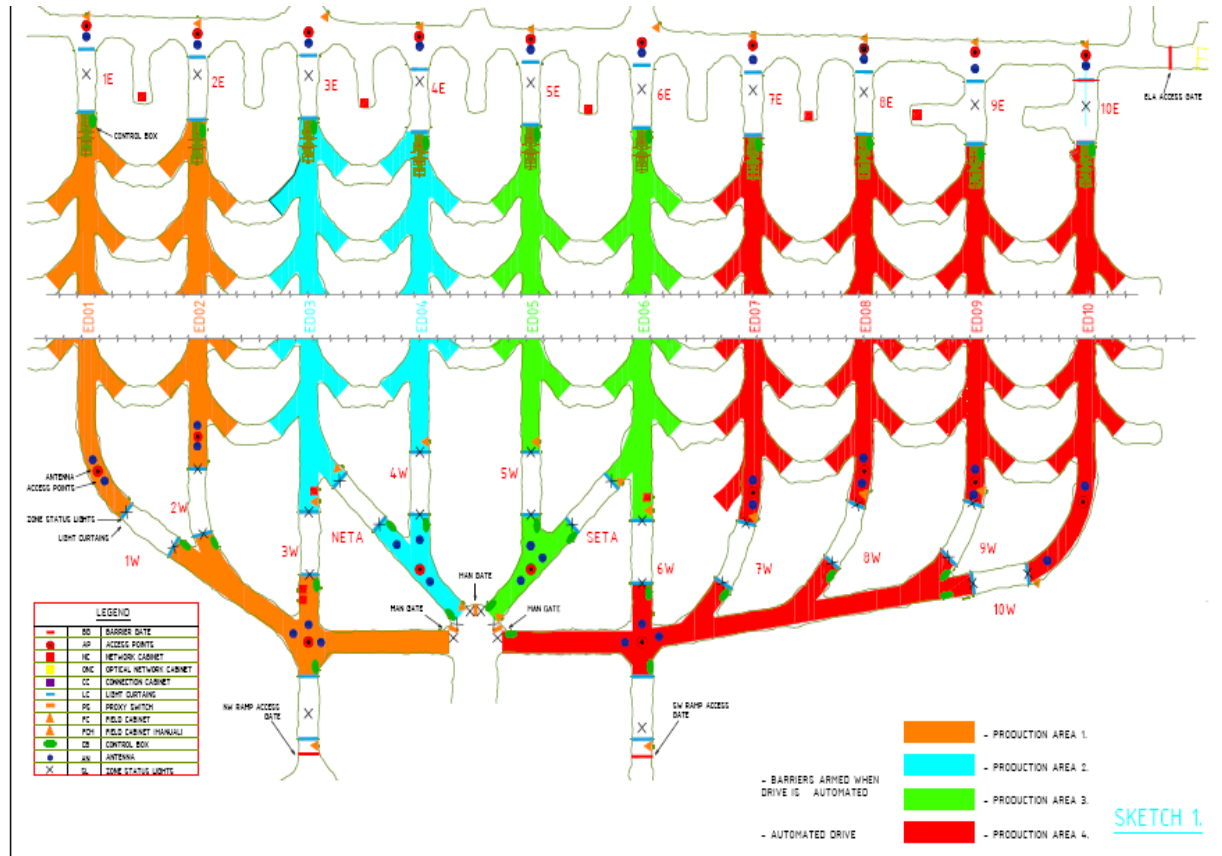 1E
2E
3E
4E
5E
6E
7E
8E
9E
10E
ELA ACCESS GATE
CONTROL BOX
ED01
ED02
ED03
ED04
ED05
ED06
ED07
ED08
ED09
ED10
ANTENNA
ACCESS POINTS
ZONE STATUS LIGHTS
LIGHT CURTAINS
1W
2W
3W
NETA
4W
5W
SETA
6W
7W
8W
9W
10W
MAN GATE
MAN GATE
MAN GATE
NW RAMP ACCESS
GATE
SW RAMP ACCESS
GATE
LEGEND
BG BARRIER GATE
AP ACCESS POINTS
NC NETWORK CABINET
ONC OPTICAL NETWORK CABINET
CC CONNECTION CABINET
LC LIGHT CURTAINS
PS PROXY SWITCH
FC FIELD CABINET
FCM FIELD CABINET (MANUAL)
CB CONTROL BOX
AN ANTENNA
SL ZONE STATUS LIGHTS
- BARRIERS ARMED WHEN
DRIVE IS AUTOMATED
- AUTOMATED DRIVE
- PRODUCTION AREA 1.
- PRODUCTION AREA 2.
- PRODUCTION AREA 3.
- PRODUCTION AREA 4.
SKETCH 1.